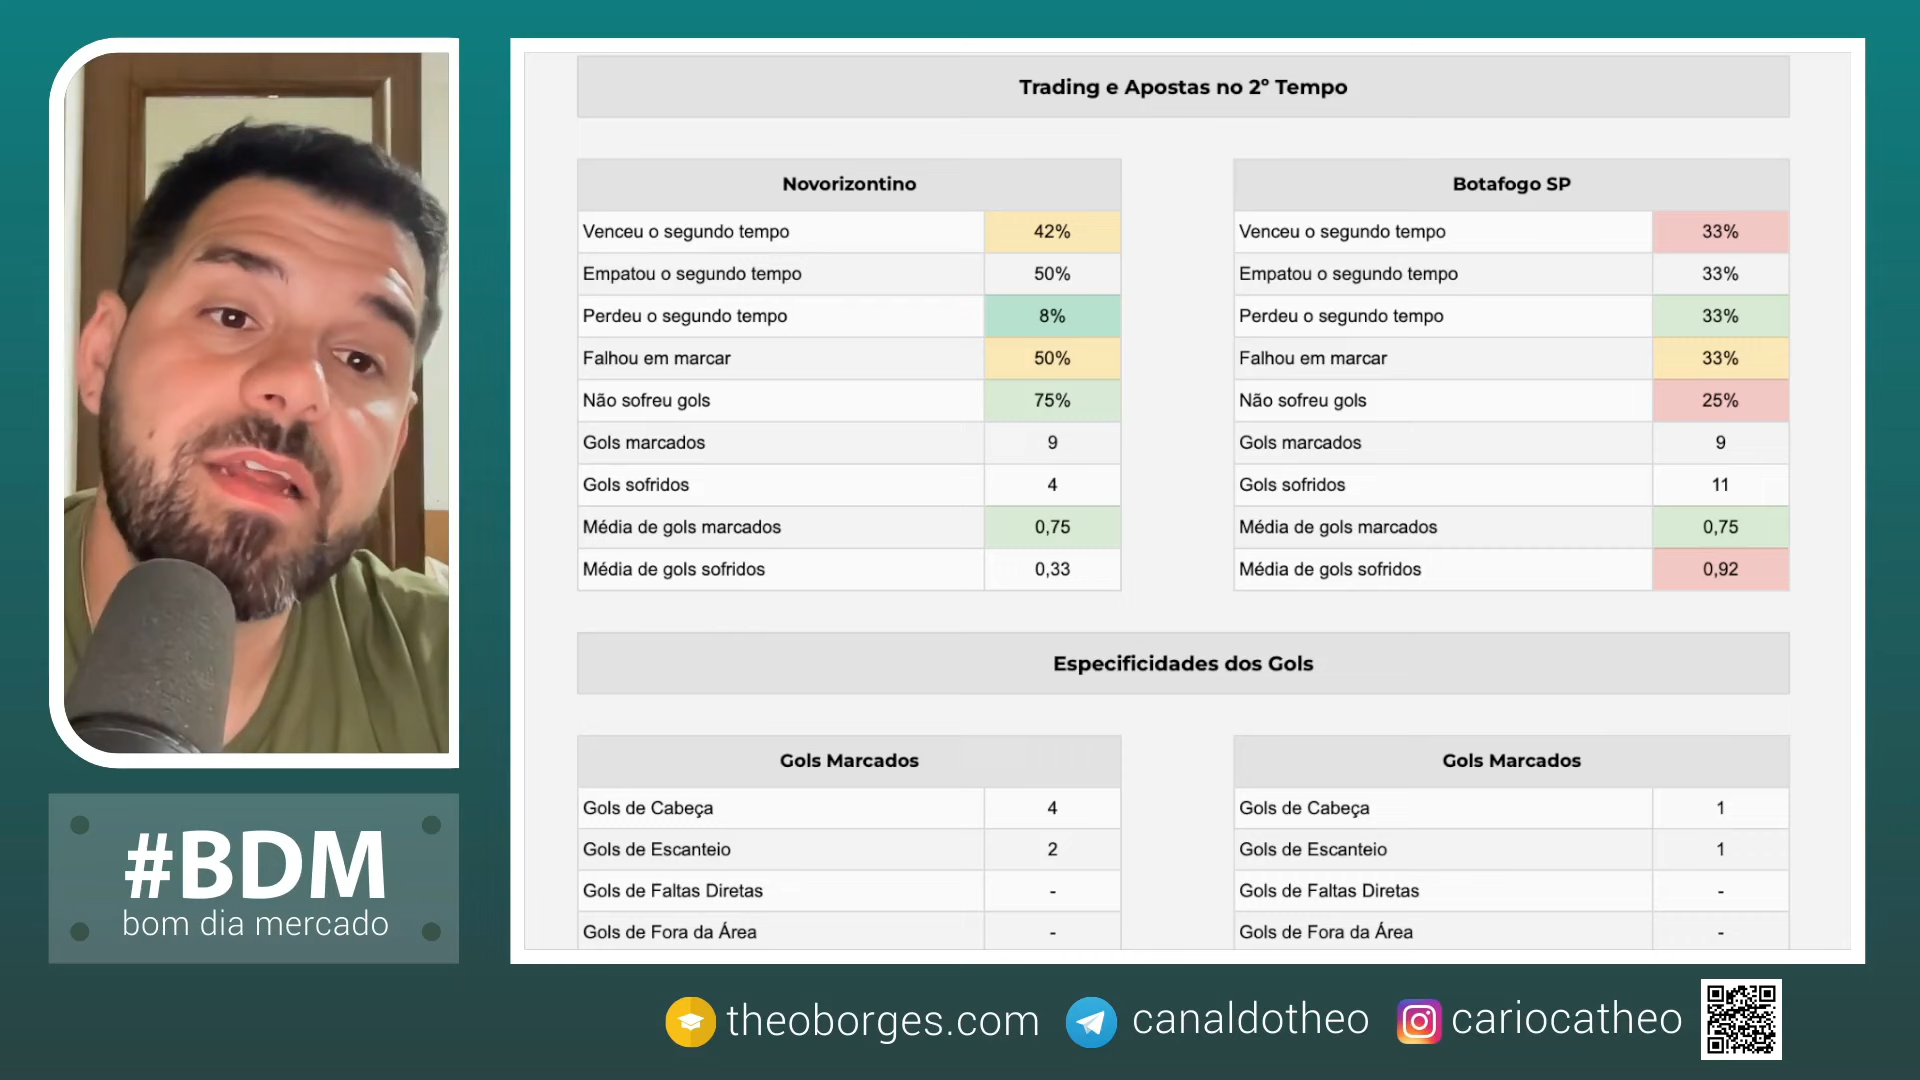 Trading e Apostas no 2º Tempo
Novorizontino
Venceu o segundo tempo 42%
Empatou o segundo tempo 50%
Perdeu o segundo tempo 8%
Falhou em marcar 50%
Não sofreu gols 75%
Gols marcados 9
Gols sofridos 4
Média de gols marcados 0,75
Média de gols sofridos 0,33
Botafogo SP
Venceu o segundo tempo 33%
Empatou o segundo tempo 33%
Perdeu o segundo tempo 33%
Falhou em marcar 33%
Não sofreu gols 25%
Gols marcados 9
Gols sofridos 11
Média de gols marcados 0,75
Média de gols sofridos 0,92
Especificidades dos Gols
Gols Marcados
Gols de Cabeça 4
Gols de Escanteio 2
Gols de Faltas Diretas -
Gols de Fora da Área -
Gols Marcados
Gols de Cabeça 1
Gols de Escanteio 1
Gols de Faltas Diretas -
Gols de Fora da Área -
#BDM
bom dia mercado
theoborges.com
canaldotheo
cariocatheo